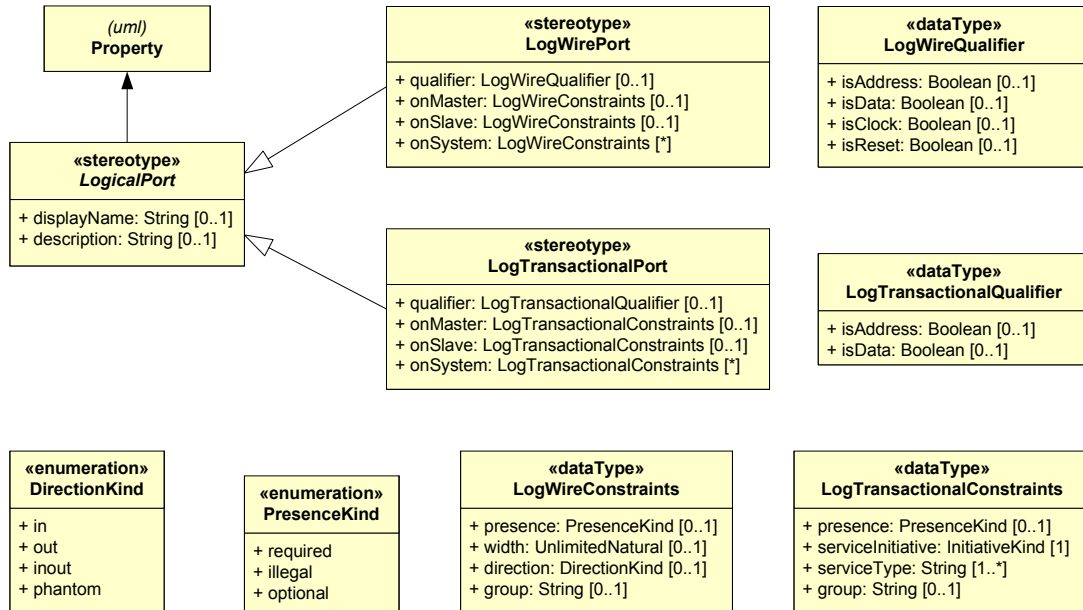 (uml)
Property
«stereotype»
LogicalPort
+ displayName: String [0..1]
+ description: String [0..1]
«stereotype»
LogWirePort
+ qualifier: LogWireQualifier [0..1]
+ onMaster: LogWireConstraints [0..1]
+ onSlave: LogWireConstraints [0..1]
+ onSystem: LogWireConstraints [*]
«dataType»
LogWireQualifier
+ isAddress: Boolean [0..1]
+ isData: Boolean [0..1]
+ isClock: Boolean [0..1]
+ isReset: Boolean [0..1]
«stereotype»
LogTransactionalPort
+ qualifier: LogTransactionalQualifier [0..1]
+ onMaster: LogTransactionalConstraints [0..1]
+ onSlave: LogTransactionalConstraints [0..1]
+ onSystem: LogTransactionalConstraints [*]
«dataType»
LogTransactionalQualifier
+ isAddress: Boolean [0..1]
+ isData: Boolean [0..1]
«enumeration»
DirectionKind
+ in
+ out
+ inout
+ phantom
«enumeration»
PresenceKind
+ required
+ illegal
+ optional
«dataType»
LogWireConstraints
+ presence: PresenceKind [0..1]
+ width: UnlimitedNatural [0..1]
+ direction: DirectionKind [0..1]
+ group: String [0..1]
«dataType»
LogTransactionalConstraints
+ presence: PresenceKind [0..1]
+ serviceInitiative: InitiativeKind [1]
+ serviceType: String [1..*]
+ group: String [0..1]